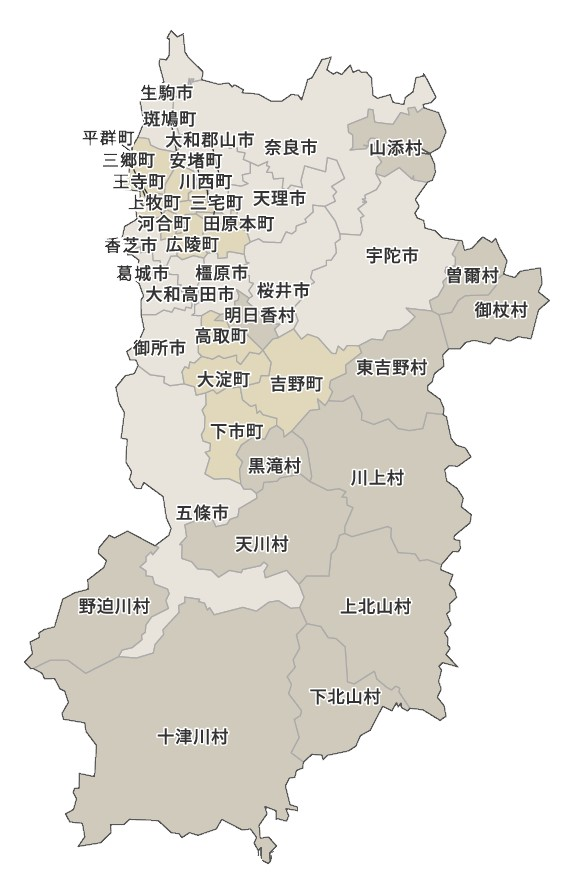 生駒市
斑鳩町
平群町
大和郡山市
奈良市
山添村
三郷町
安堵町
王寺町
川西町
天理市
上牧町
三宅町
河合町
田原本町
香芝市
広陵町
宇陀市
葛城市
橿原市
曽爾村
大和高田市
桜井市
御杖村
明日香村
高取町
御所市
東吉野村
大淀町
吉野町
下市町
黒滝村
川上村
五條市
天川村
野迫川村
上北山村
下北山村
十津川村